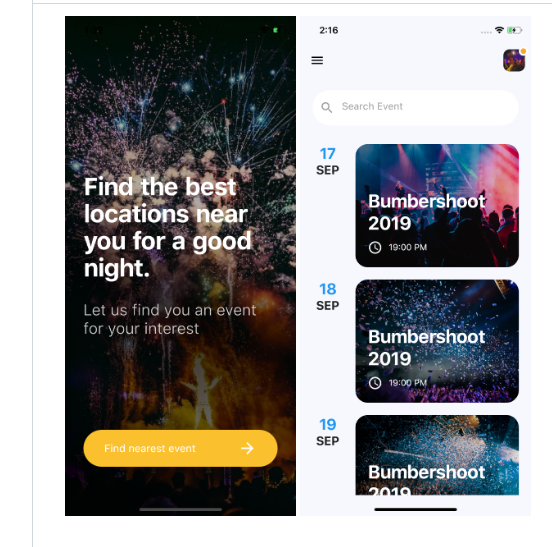 Find the best
locations near
you for a good
night.
Let us find you an event
for your interest
Find nearest event
2:16
Search Event
17
SEP
Bumbershoot
2019
19:00 PM
18
SEP
Bumbershoot
2019
19:00 PM
19
SEP
Bumbershoot
2019